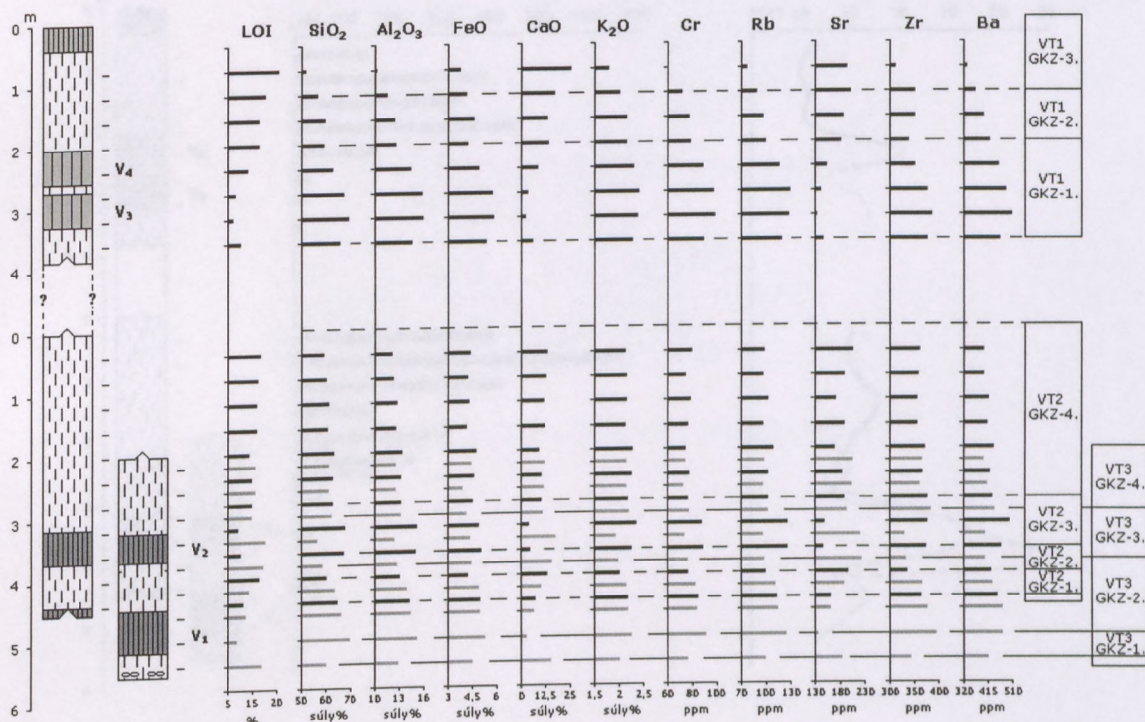 m
LOI SiO₂ Al₂O₃ FeO CaO K₂O Cr Rb Sr Zr Ba
0
1
2
3
4
V₄
V₃
VT1
GKZ-3.
VT1
GKZ-2.
VT1
GKZ-1.
? ?
0
1
2
3
4
5
6
V₂
V₁
VT2
GKZ-4.
VT2
GKZ-3.
VT2
GKZ-2.
VT2
GKZ-1.
VT3
GKZ-4.
VT3
GKZ-3.
VT3
GKZ-2.
VT3
GKZ-1.
5 15 20
50 60 70
10 13 16
3 4,5 6
0 12,5 25
1,5 2 2,5
60 80 100
70 100 130
130 180 230
300 350 400
320 415 510
% súly% súly% súly% súly% súly% ppm ppm ppm ppm ppm